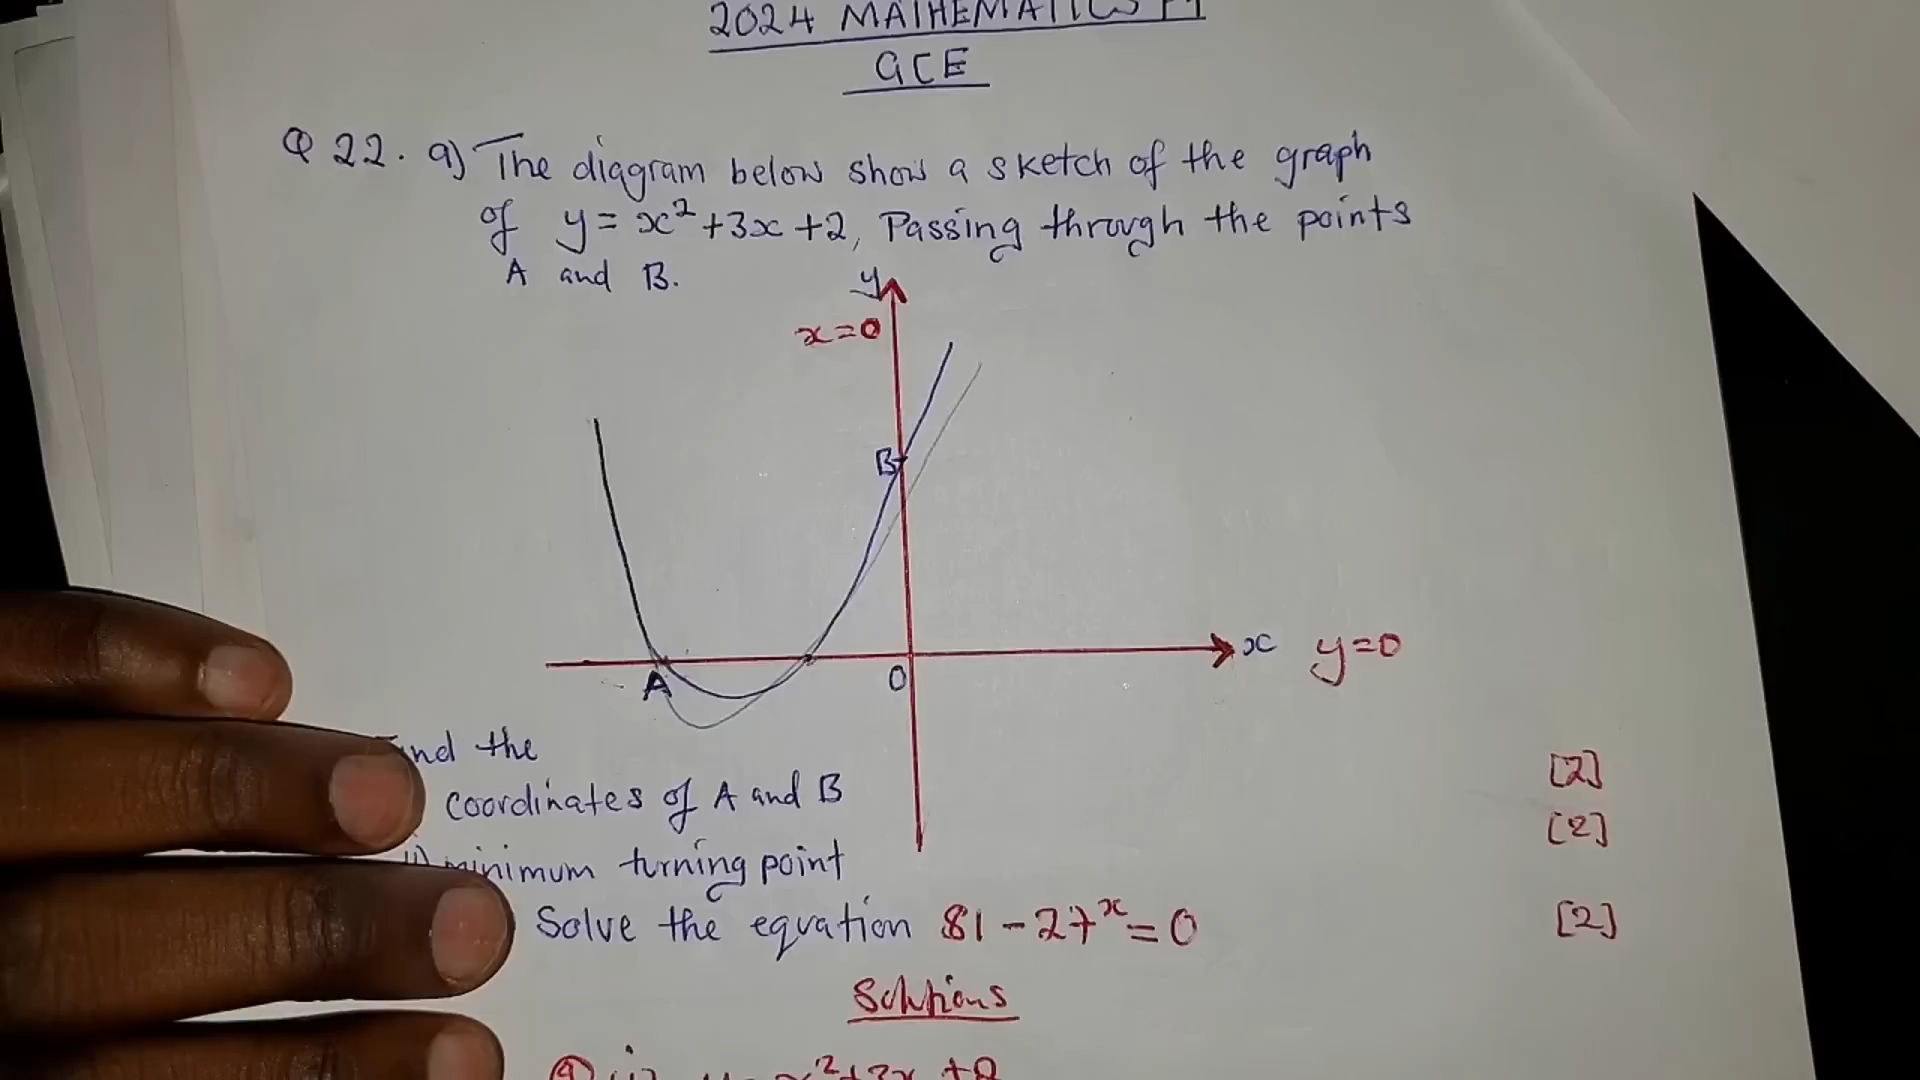 2024 MATHEMATICS P1
GCE
Q 22. a) The diagram below show a sketch of the graph
of y = x² + 3x + 2, Passing through the points
A and B.
y
x=0
B
x y=0
A
O
the
coordinates of A and B
[2]
ii) minimum turning point
[2]
Solve the equation 81 - 27ˣ = 0
[2]
Solutions